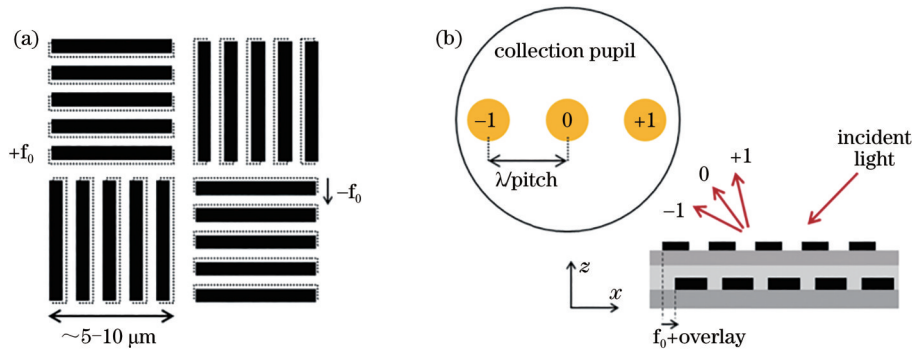 (a)
+f₀
−f₀
~5–10 μm
(b)
collection pupil
−1
0
+1
λ/pitch
incident
light
+1
0
−1
z
x
f₀+overlay